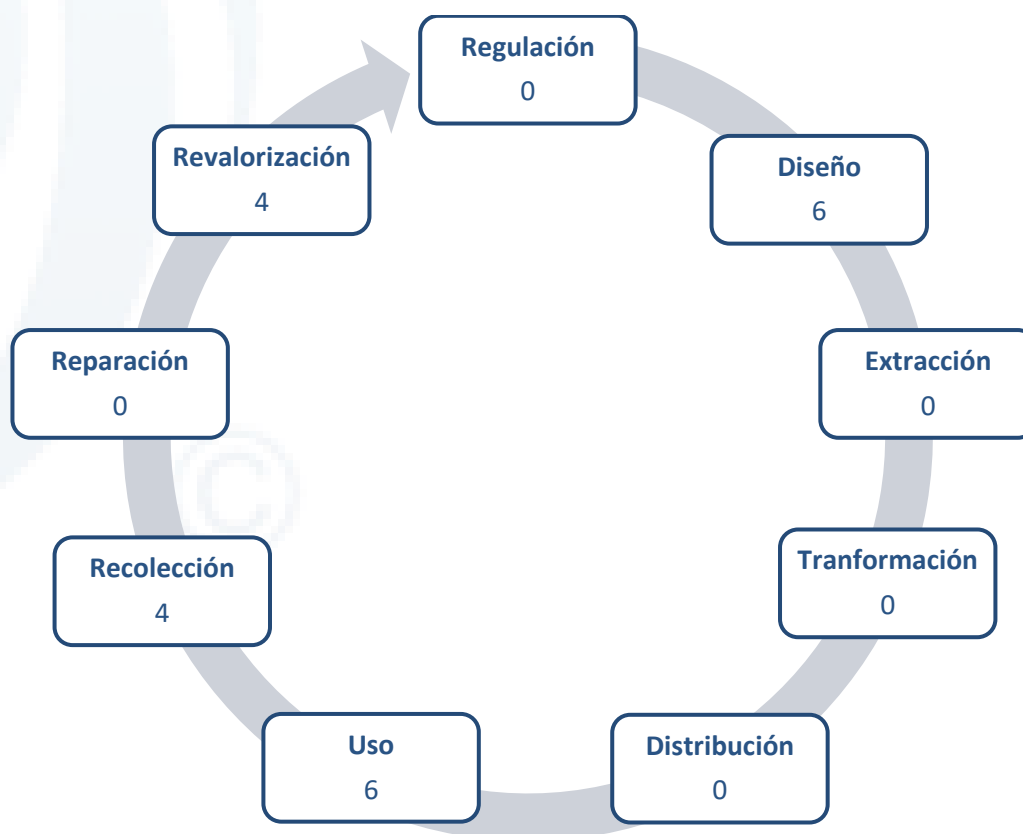 Regulación
0
Diseño
6
Extracción
0
Tranformación
0
Distribución
0
Uso
6
Recolección
4
Reparación
0
Revalorización
4
©